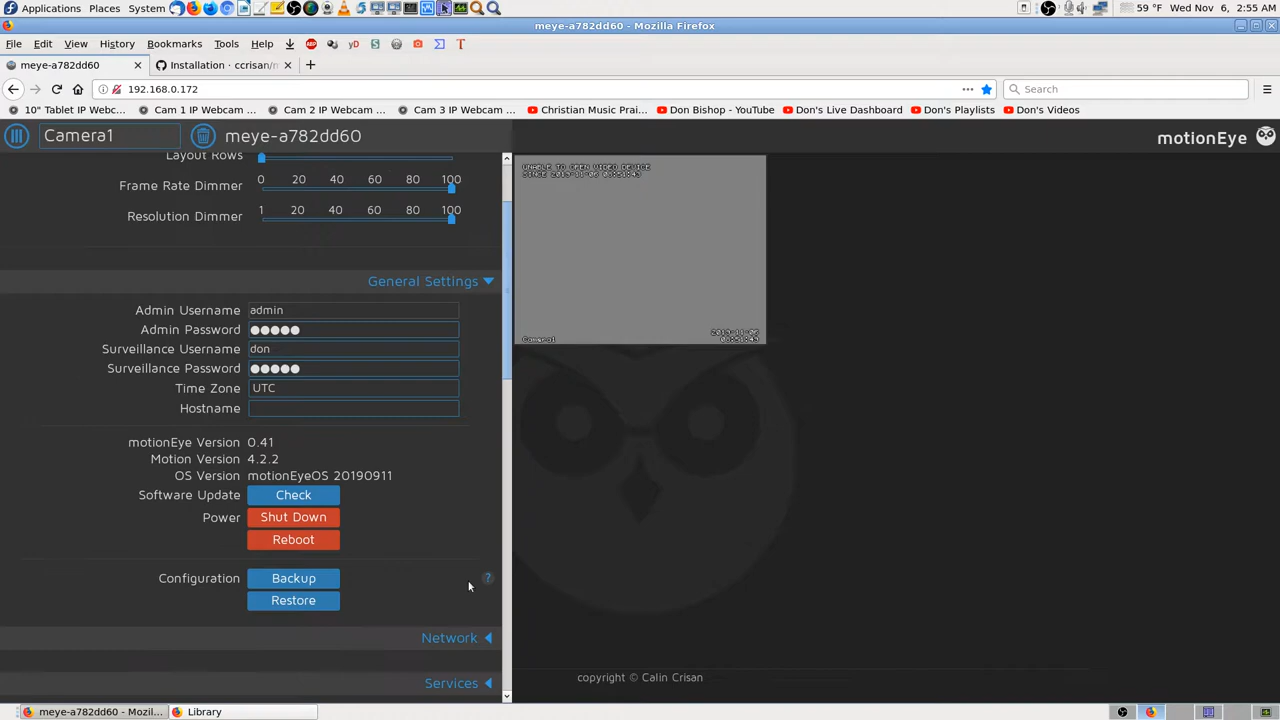 Applications Places System 59 °F Wed Nov 6, 2:55 AM
meye-a782dd60 - Mozilla Firefox
File Edit View History Bookmarks Tools Help
meye-a782dd60 Installation · ccrisan/m
192.168.0.172 Search
10" Tablet IP Webc... Cam 1 IP Webcam ... Cam 2 IP Webcam ... Cam 3 IP Webcam ... Christian Music Prai... Don Bishop - YouTube Don's Live Dashboard Don's Playlists Don's Videos
Camera1 meye-a782dd60 motionEye
Layout Rows
Frame Rate Dimmer 0 20 40 60 80 100
Resolution Dimmer 1 20 40 60 80 100
UNABLE TO OPEN VIDEO DEVICE
General Settings
Admin Username admin
Admin Password ●●●●●
Camera1
Surveillance Username don
Surveillance Password ●●●●●
Time Zone UTC
Hostname
motionEye Version 0.41
Motion Version 4.2.2
OS Version motionEyeOS 20190911
Software Update Check
Power Shut Down
Reboot
Configuration Backup ?
Restore
Network
Services
copyright © Calin Crisan
meye-a782dd60 - Mozil... Library